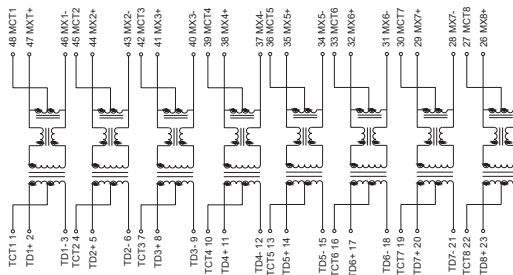 48 MCT1
47 TX1+
46 MX1-
45 MCT2
44 MX2+
43 MX2-
42 MCT3
41 MX3+
40 MX3-
39 MCT4
38 MX4+
37 MX4-
36 MCT5
35 MX5+
34 MX5-
33 MCT6
32 MX6+
31 MX6-
30 MCT7
29 MX7+
28 MX7-
27 MCT8
26 MX8+
TCT1 1
TD1+ 2
TD1- 3
TCT2 4
TD2+ 5
TD2- 6
TCT3 7
TD3+ 8
TD3- 9
TCT4 10
TD4+ 11
TD4- 12
TCT5 13
TD5+ 14
TD5- 15
TCT6 16
TD6+ 17
TD6- 18
TCT7 19
TD7+ 20
TD7- 21
TCT8 22
TD8+ 23